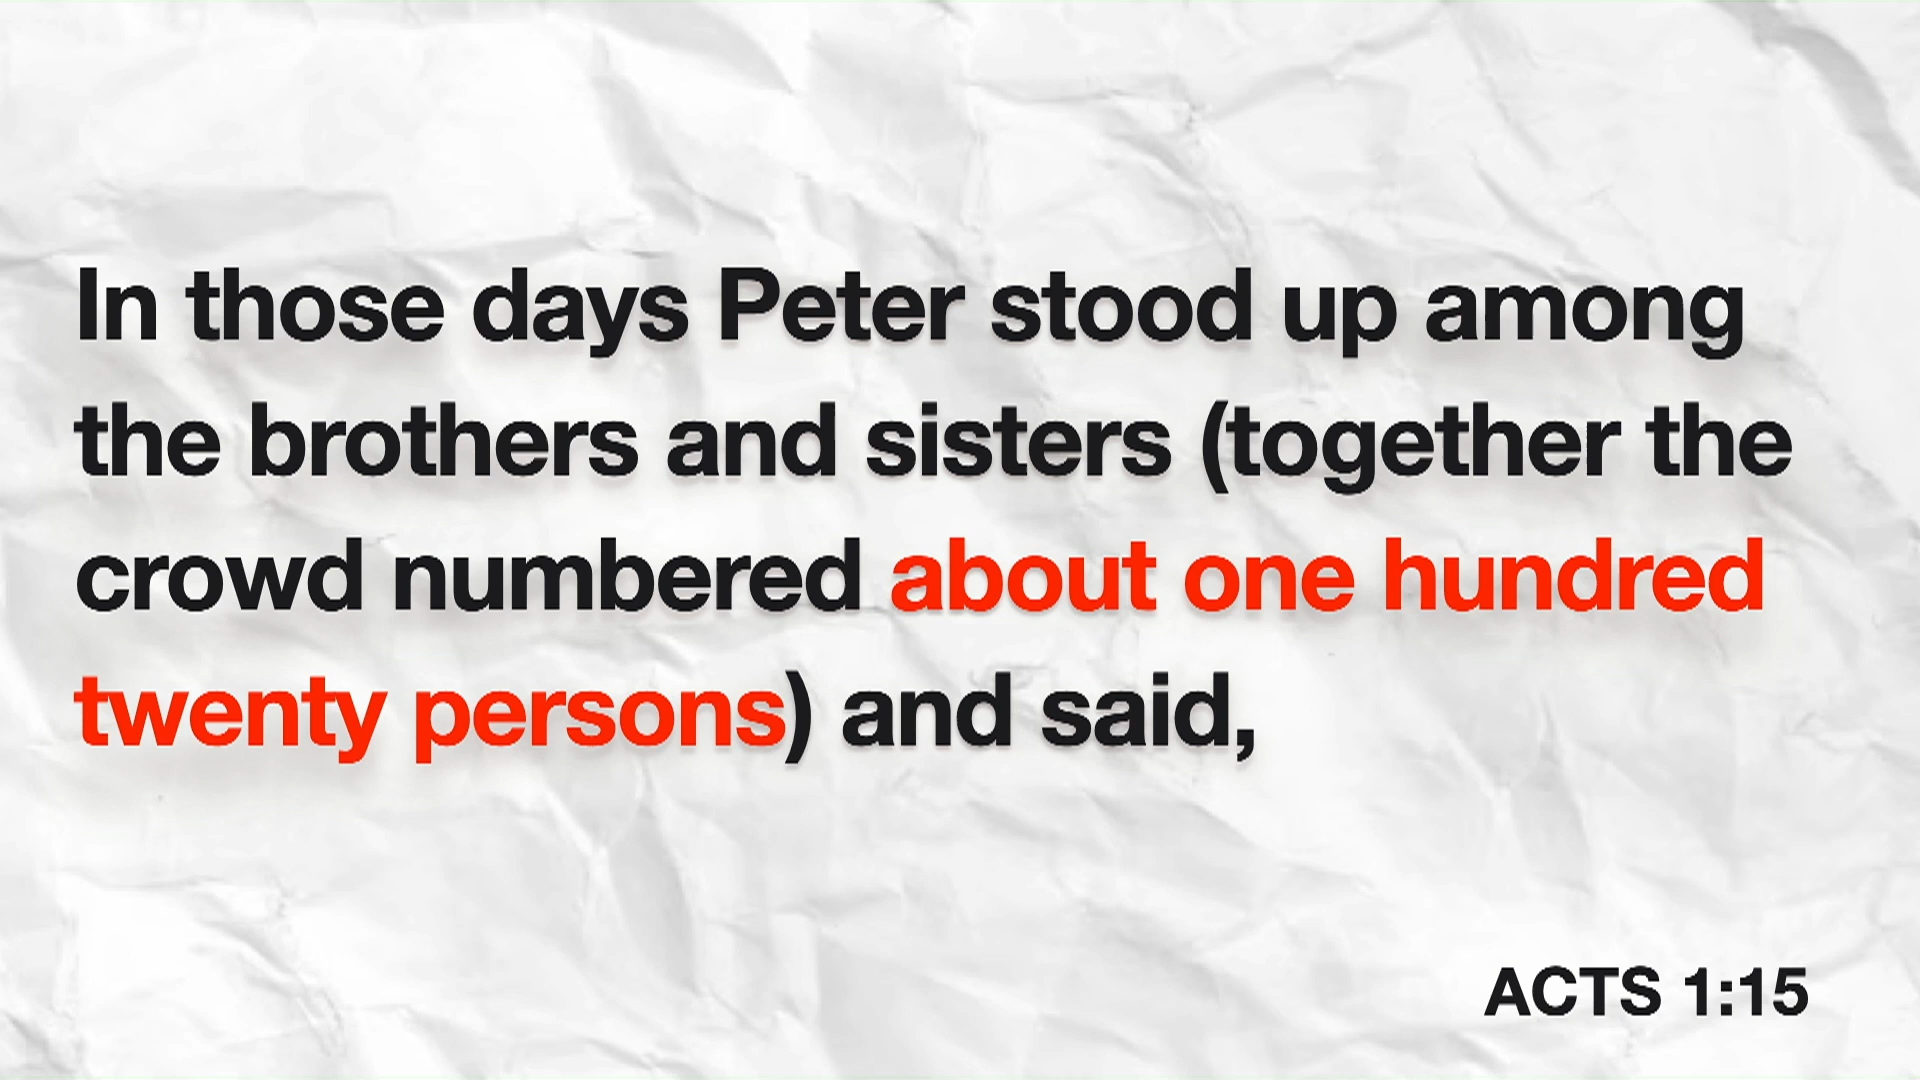 In those days Peter stood up among
the brothers and sisters (together the
crowd numbered about one hundred
twenty persons) and said,
ACTS 1:15